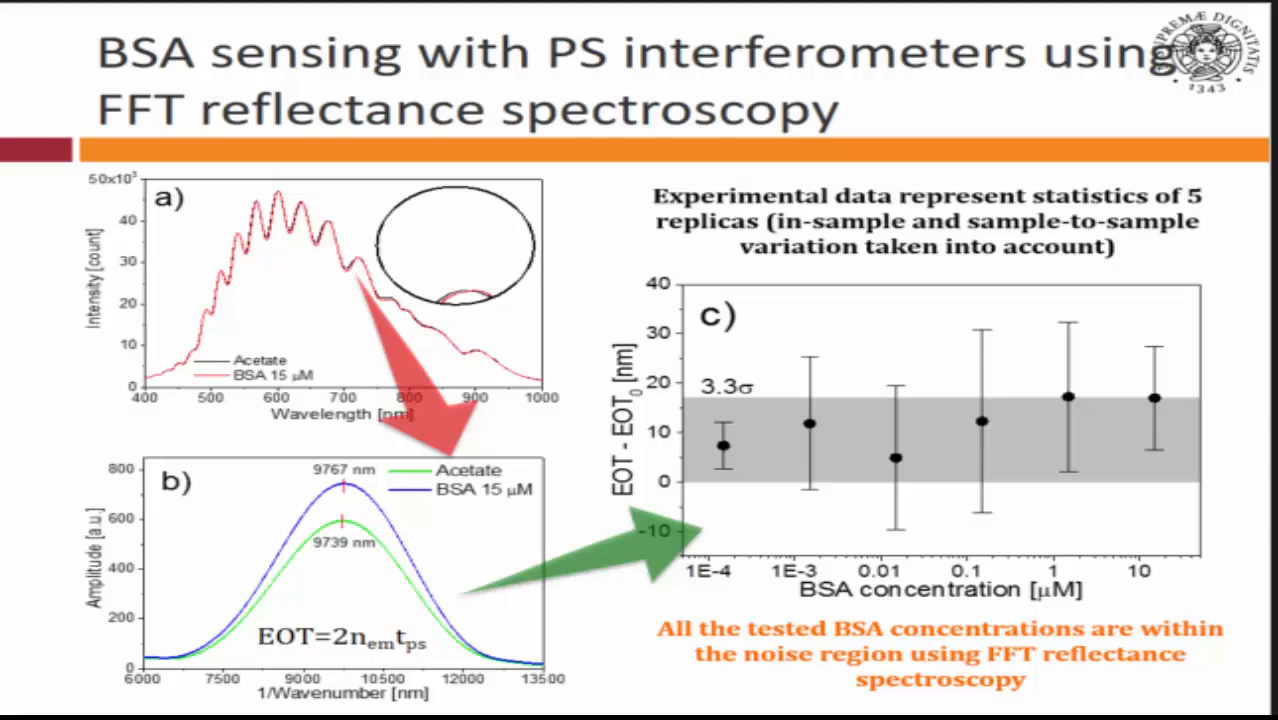 BSA sensing with PS interferometers using
FFT reflectance spectroscopy
SUPREMÆ DIGNITATIS
·1343·
a)
50x10³
40
30
20
10
0
Intensity [count]
Acetate
BSA 15 µM
400 500 600 700 800 900 1000
Wavelength [nm]
b)
800
600
400
200
0
Amplitude [a.u.]
9767 nm
9739 nm
Acetate
BSA 15 µM
EOT=2nemtps
6000 7500 9000 10500 12000 13500
1/Wavenumber [nm]
Experimental data represent statistics of 5
replicas (in-sample and sample-to-sample
variation taken into account)
c)
40
30
20
10
0
-10
EOT - EOT0 [nm]
3.3σ
1E-4 1E-3 0.01 0.1 1 10
BSA concentration [µM]
All the tested BSA concentrations are within
the noise region using FFT reflectance
spectroscopy